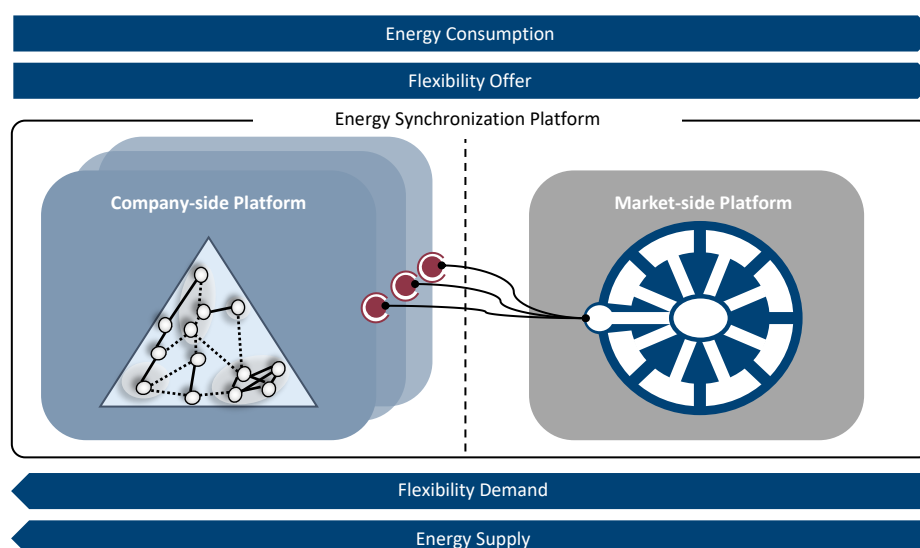 Energy Consumption
Flexibility Offer
Energy Synchronization Platform
Company-side Platform
Market-side Platform
Flexibility Demand
Energy Supply